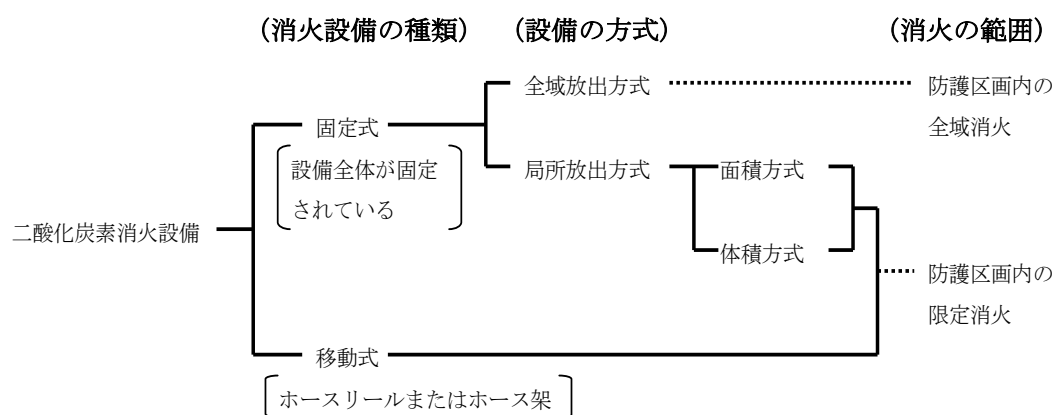 （消火設備の種類）　（設備の方式）　（消火の範囲）
全域放出方式　防護区画内の
全域消火
固定式
設備全体が固定
されている
局所放出方式　面積方式
二酸化炭素消火設備
体積方式
防護区画内の
限定消火
移動式
ホースリールまたはホース架